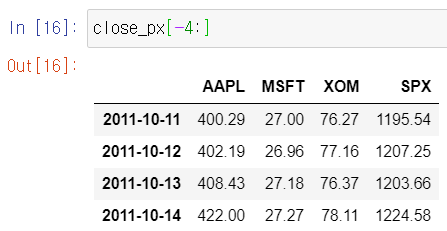 In [16]: close_px[-4:]
Out[16]:
AAPL MSFT XOM SPX
2011-10-11 400.29 27.00 76.27 1195.54
2011-10-12 402.19 26.96 77.16 1207.25
2011-10-13 408.43 27.18 76.37 1203.66
2011-10-14 422.00 27.27 78.11 1224.58